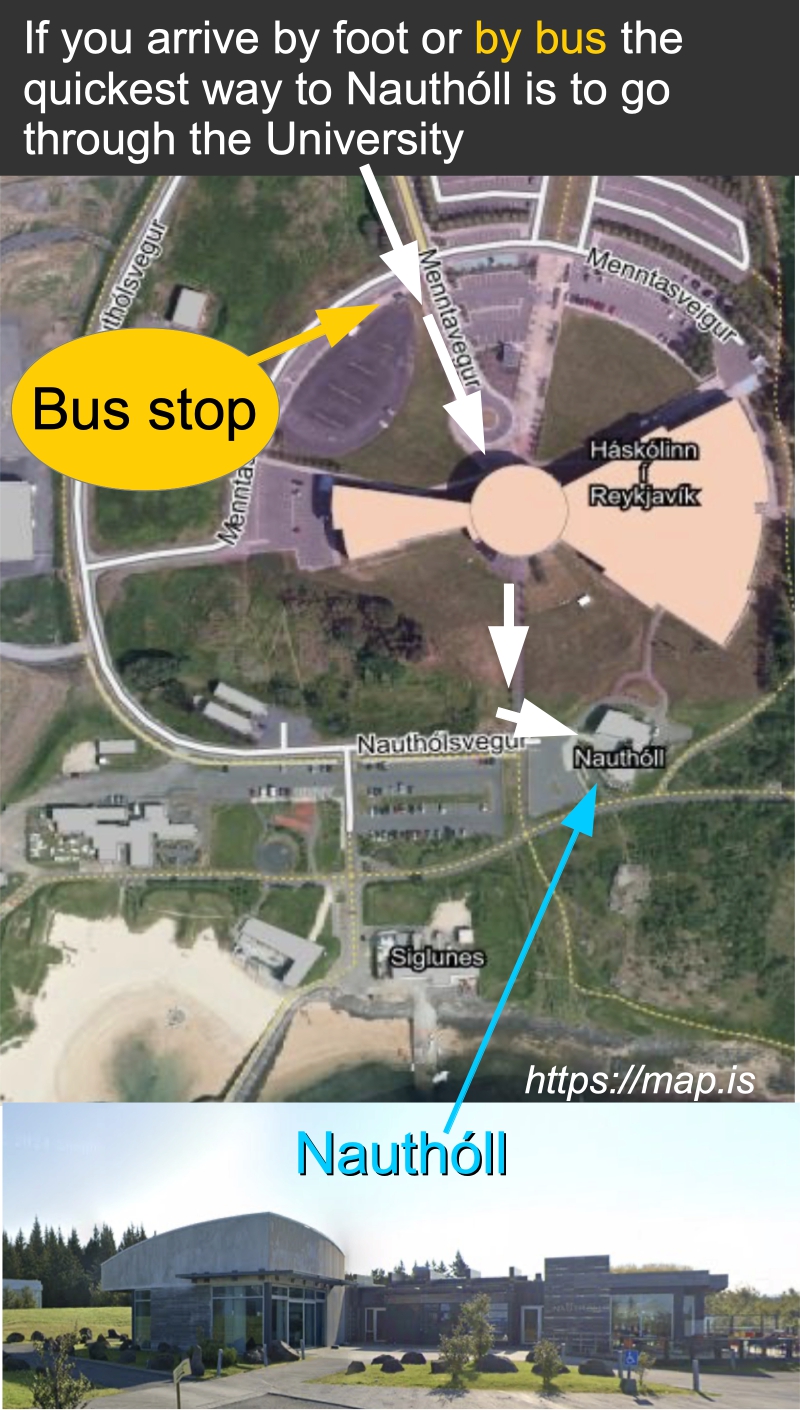 If you arrive by foot or by bus the
quickest way to Nauthóll is to go
through the University
uthólsvegur
Menntavegur
Menntasveigur
Bus stop
Háskólinn
í
Reykjavík
Mennta
Nauthólsvegur
Nauthóll
Siglunes
https://map.is
Nauthóll